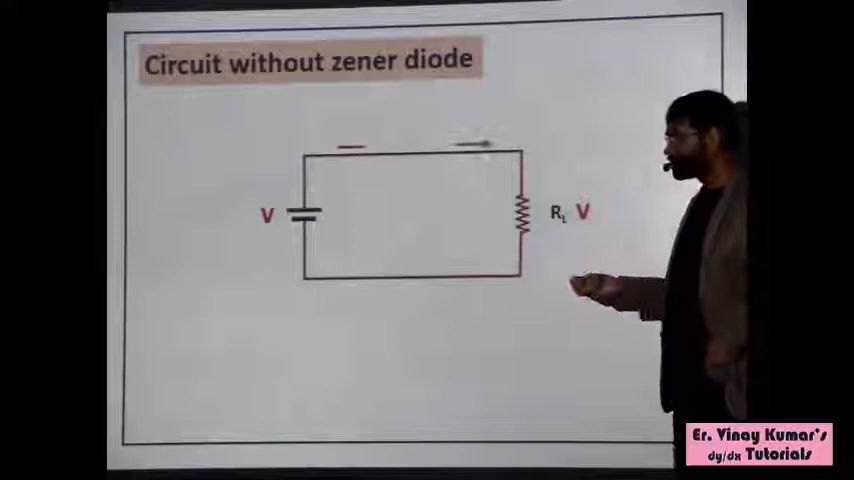 Circuit without zener diode
V
R_L V
Er. Vinay Kumar's
dy/dx Tutorials